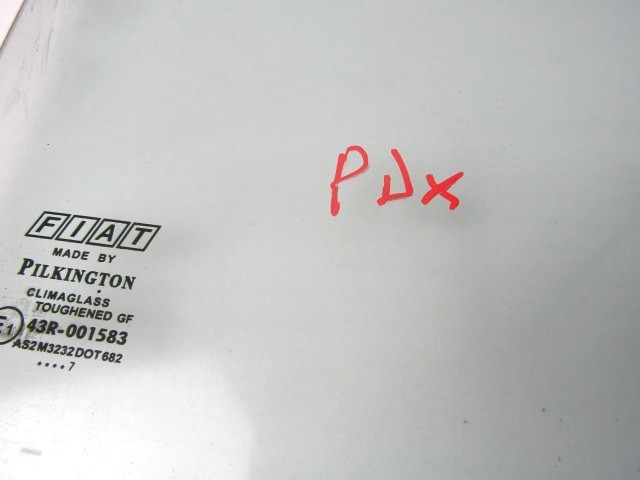 PDx
FIAT
MADE BY
PILKINGTON
CLIMAGLASS
TOUGHENED GF
E1 43R-001583
AS2M3232DOT682
....7